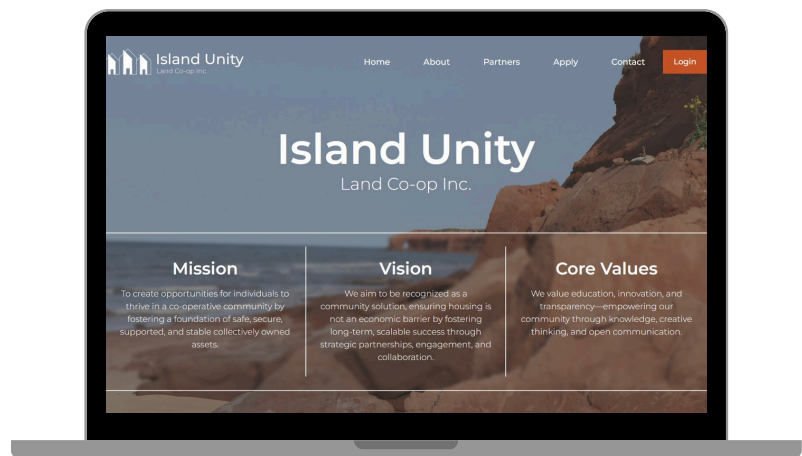 Island Unity
Land Co-op Inc.
Home About Partners Apply Contact Login
Island Unity
Land Co-op Inc.
Mission
To create opportunities for individuals to
thrive in a co-operative community by
fostering a foundation of safe, secure,
supported, and stable collectively owned
assets.
Vision
We aim to be recognized as a
community solution, ensuring housing is
not an economic barrier by fostering
long-term, scalable success through
strategic partnerships, engagement, and
collaboration.
Core Values
We value education, innovation, and
transparency—empowering our
community through knowledge, creative
thinking, and open communication.